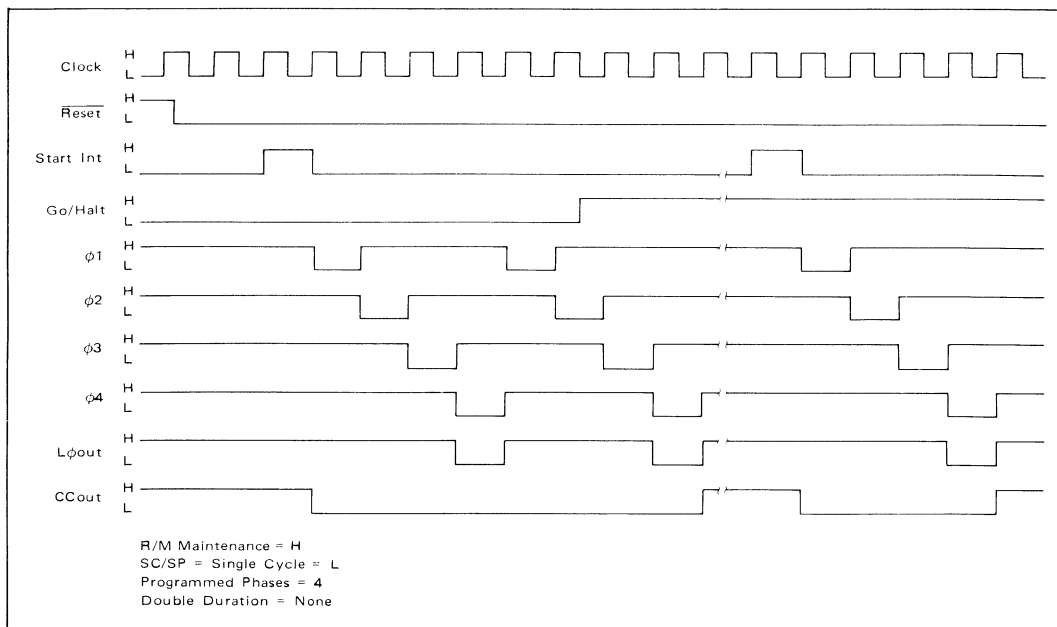 Clock H
L
Reset H
L
Start Int H
L
Go/Halt H
L
φ1 H
L
φ2 H
L
φ3 H
L
φ4 H
L
Lφout H
L
CCout H
L
R/M Maintenance = H
SC/SP = Single Cycle = L
Programmed Phases = 4
Double Duration = None